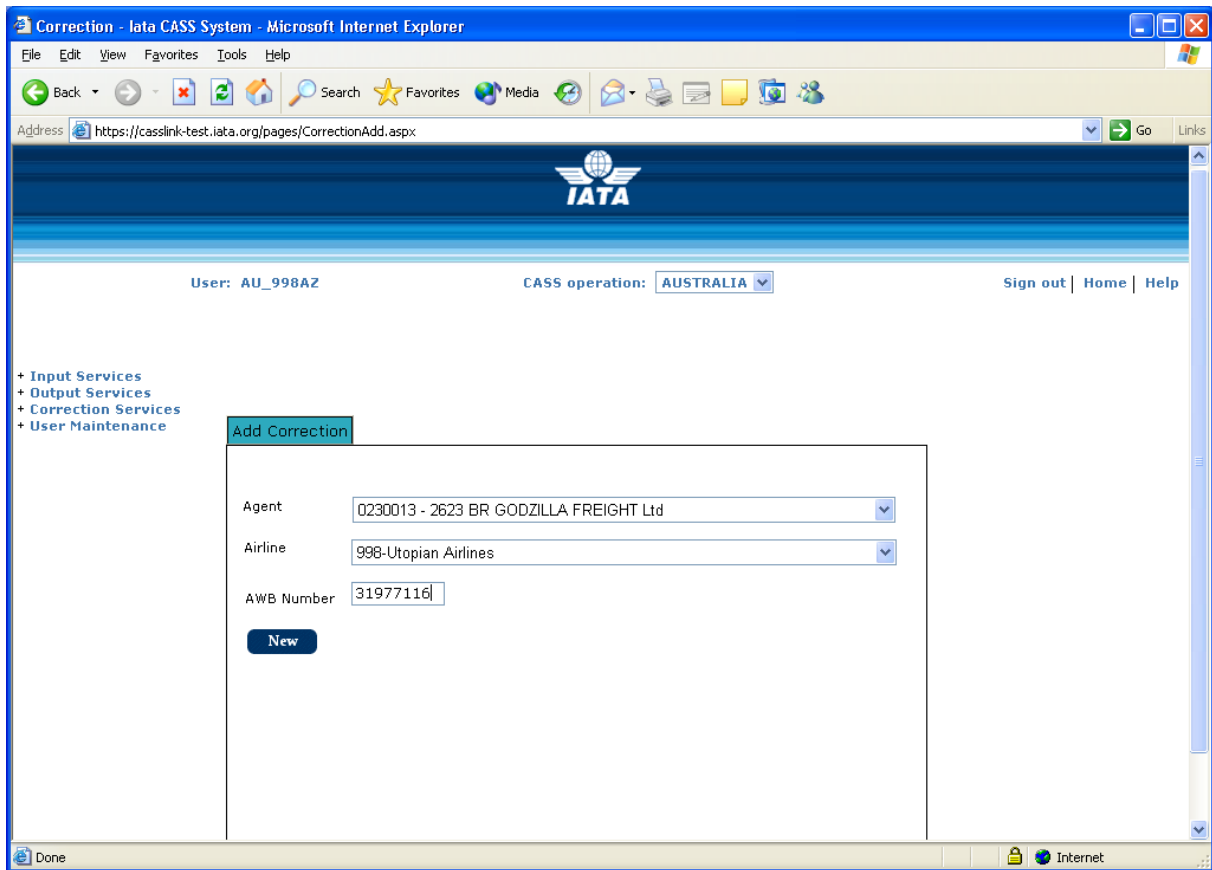 Correction - Iata CASS System - Microsoft Internet Explorer
File Edit View Favorites Tools Help
Back Search Favorites Media
Address https://casslink-test.iata.org/pages/CorrectionAdd.aspx Go Links
IATA
User: AU_998AZ CASS operation: AUSTRALIA Sign out | Home | Help
+ Input Services
+ Output Services
+ Correction Services
+ User Maintenance
Add Correction
Agent 0230013 - 2623 BR GODZILLA FREIGHT Ltd
Airline 998-Utopian Airlines
AWB Number 31977116
New
Done Internet